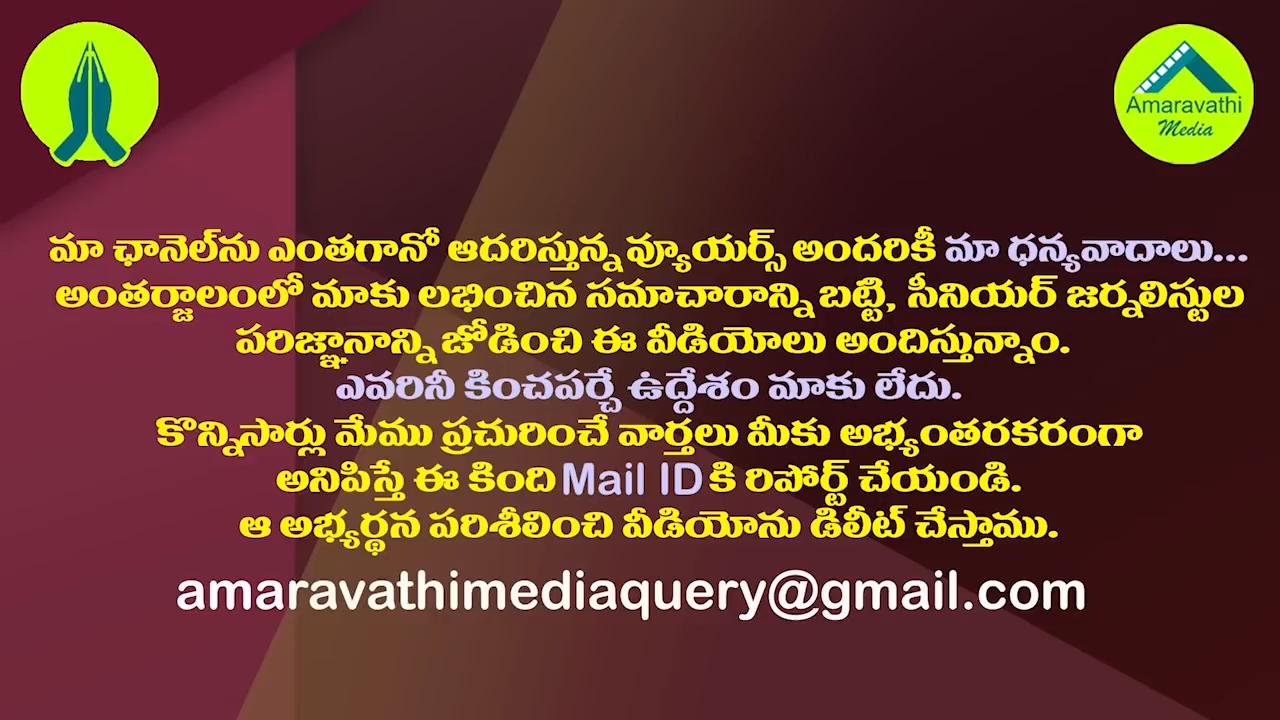 Amaravathi
Media
మా ఛానెల్‌ను ఎంతగానో ఆదరిస్తున్న వ్యూయర్స్ అందరికీ మా ధన్యవాదాలు...
అంతర్జాలంలో మాకు లభించిన సమాచారాన్ని బట్టి, సీనియర్ జర్నలిస్టుల
పరిజ్ఞానాన్ని జోడించి ఈ వీడియోలు అందిస్తున్నాం.
ఎవరినీ కించపర్చే ఉద్దేశం మాకు లేదు.
కొన్నిసార్లు మేము ప్రచురించే వార్తలు మీకు అభ్యంతరకరంగా
అనిపిస్తే ఈ కింది Mail ID కి రిపోర్ట్ చేయండి.
ఆ అభ్యర్థన పరిశీలించి వీడియోను డిలీట్ చేస్తాము.
amaravathimediaquery@gmail.com